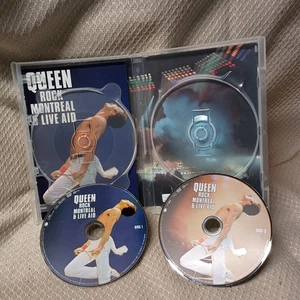 QUEEN
ROCK
MONTREAL
& LIVE AID
QUEEN
ROCK
MONTREAL
& LIVE AID
DISC 1
QUEEN
ROCK
MONTREAL
& LIVE AID
DISC 2